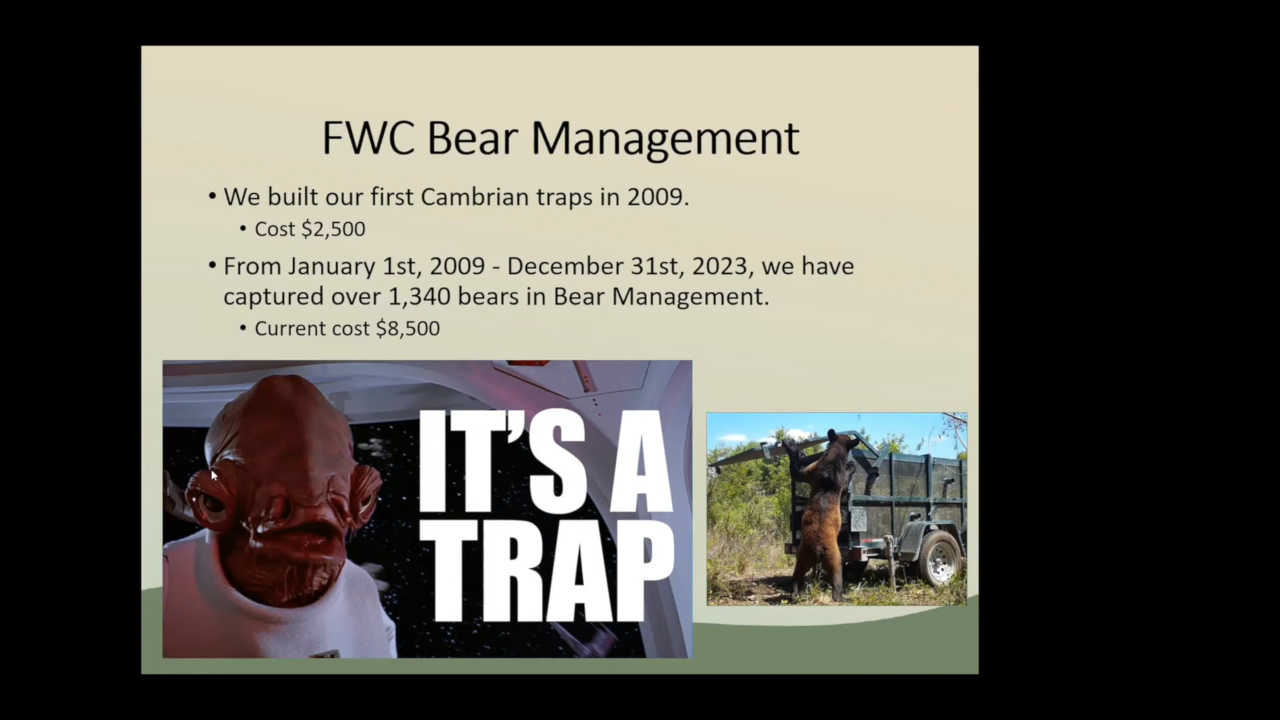 FWC Bear Management
• We built our first Cambrian traps in 2009.
• Cost $2,500
• From January 1st, 2009 - December 31st, 2023, we have
captured over 1,340 bears in Bear Management.
• Current cost $8,500
IT'S A
TRAP